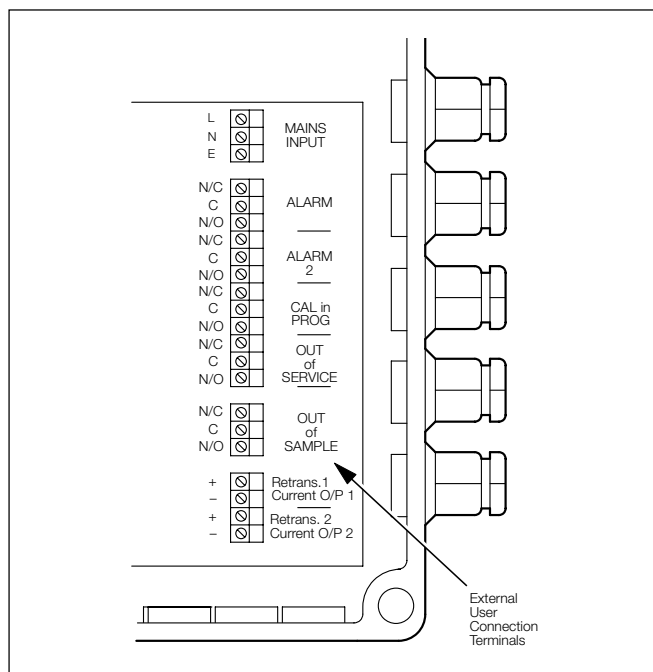 L
N
E
MAINS
INPUT
N/C
C
N/O
ALARM
N/C
C
N/O
ALARM
2
N/C
C
N/O
CAL in
PROG
N/C
C
N/O
OUT
of
SERVICE
N/C
C
N/O
OUT
of
SAMPLE
+
–
Retrans.1
Current O/P 1
+
–
Retrans. 2
Current O/P 2
External
User
Connection
Terminals